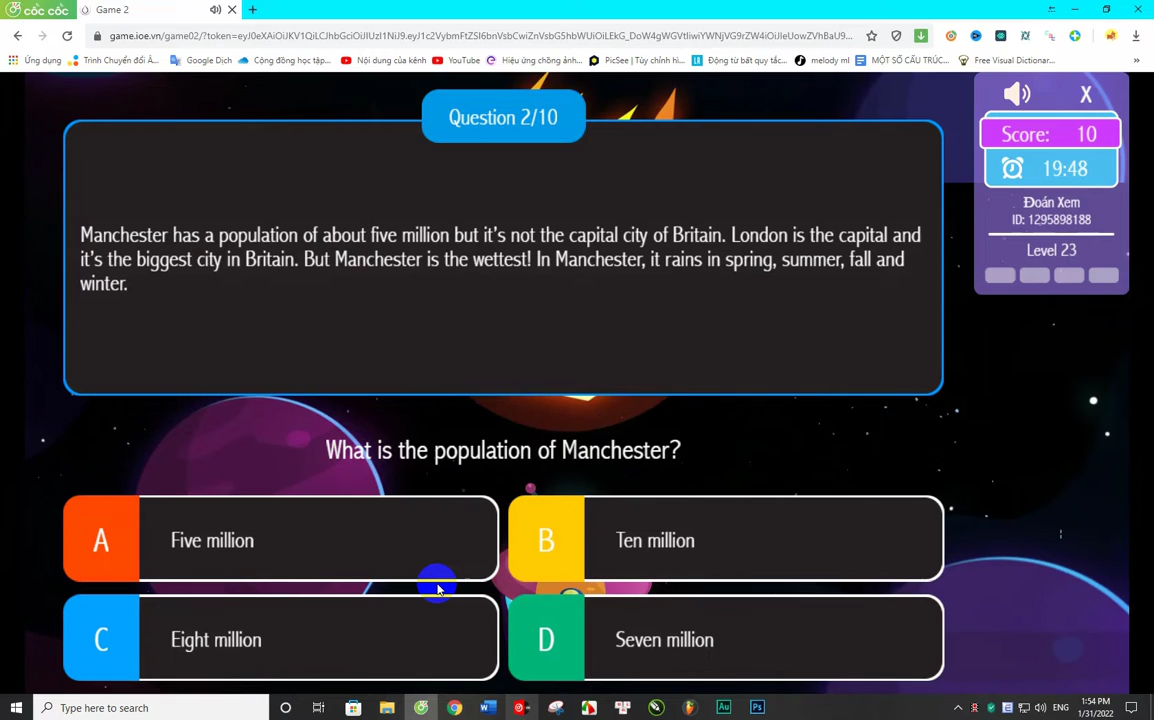 cốc cốc
Game 2
game.ioe.vn/game02/?token=
Ứng dụng
Trình Chuyển đổi Â...
Google Dịch
Cộng đồng học tập...
Nội dung của kênh
YouTube
Hiệu ứng chồng ảnh...
PicSee | Tùy chỉnh hì...
Động từ bất quy tắc...
melody ml
MỘT SỐ CẤU TRÚC...
Free Visual Dictionar...
Question 2/10
X
Score: 10
19:48
Đoán Xem
ID: 1295898188
Level 23
Manchester has a population of about five million but it's not the capital city of Britain. London is the capital and
it's the biggest city in Britain. But Manchester is the wettest! In Manchester, it rains in spring, summer, fall and
winter.
What is the population of Manchester?
A Five million
B Ten million
C Eight million
D Seven million
Type here to search
ENG
1:54 PM
1/31/2022